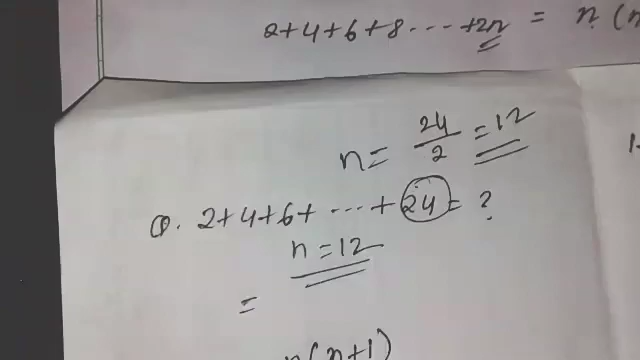 2+4+6+8 ---- +2n = n(n
n = 24/2 = 12
Q. 2+4+6+ ---- + 24 = ?
n=12
=
n(n+1)